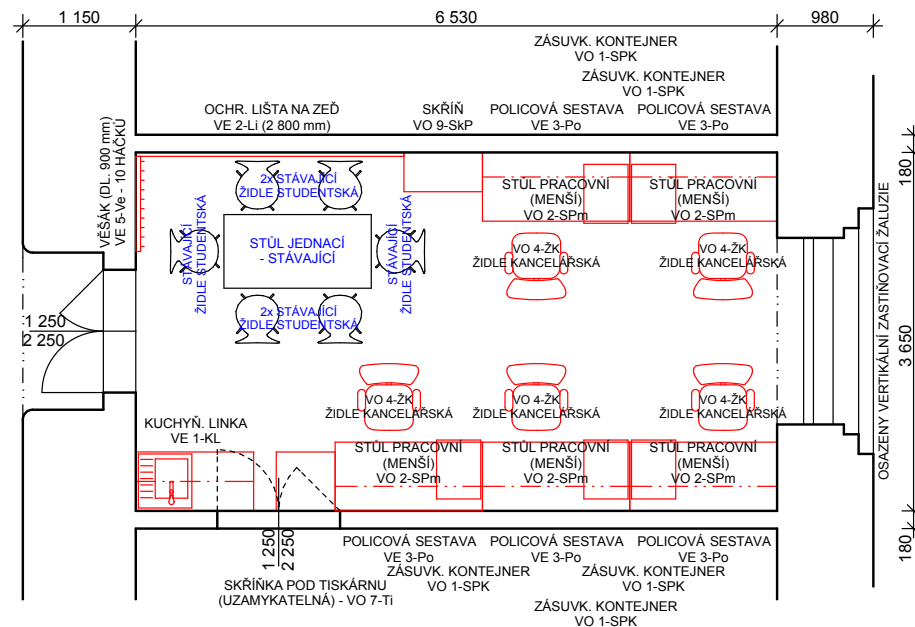 1 150
6 530
980
ZÁSUVK. KONTEJNER
VO 1-SPK
ZÁSUVK. KONTEJNER
VO 1-SPK
OCHR. LIŠTA NA ZEĎ
VE 2-Li (2 800 mm)
SKŘÍŇ
VO 9-SkP
POLICOVÁ SESTAVA
VE 3-Po
POLICOVÁ SESTAVA
VE 3-Po
VĚŠÁK (DL. 900 mm)
VE 5-Ve - 10 HÁČKŮ
180
2x STÁVAJÍCÍ
ŽIDLE STUDENTSKÁ
STÁVAJÍCÍ
ŽIDLE STUDENTSKÁ
STŮL JEDNACÍ
- STÁVAJÍCÍ
STÁVAJÍCÍ
ŽIDLE STUDENTSKÁ
2x STÁVAJÍCÍ
ŽIDLE STUDENTSKÁ
STŮL PRACOVNÍ
(MENŠÍ)
VO 2-SPm
STŮL PRACOVNÍ
(MENŠÍ)
VO 2-SPm
VO 4-ŽK
ŽIDLE KANCELÁŘSKÁ
VO 4-ŽK
ŽIDLE KANCELÁŘSKÁ
1 250
2 250
3 650
OSAZENY VERTIKÁLNÍ ZASTIŇOVACÍ ŽALUZIE
VO 4-ŽK
ŽIDLE KANCELÁŘSKÁ
VO 4-ŽK
ŽIDLE KANCELÁŘSKÁ
VO 4-ŽK
ŽIDLE KANCELÁŘSKÁ
KUCHYŇ. LINKA
VE 1-KL
STŮL PRACOVNÍ
(MENŠÍ)
VO 2-SPm
STŮL PRACOVNÍ
(MENŠÍ)
VO 2-SPm
STŮL PRACOVNÍ
(MENŠÍ)
VO 2-SPm
180
1 250
2 250
POLICOVÁ SESTAVA
VE 3-Po
POLICOVÁ SESTAVA
VE 3-Po
POLICOVÁ SESTAVA
VE 3-Po
ZÁSUVK. KONTEJNER
VO 1-SPK
ZÁSUVK. KONTEJNER
VO 1-SPK
SKŘÍŇKA POD TISKÁRNU
(UZAMYKATELNÁ) - VO 7-Ti
ZÁSUVK. KONTEJNER
VO 1-SPK